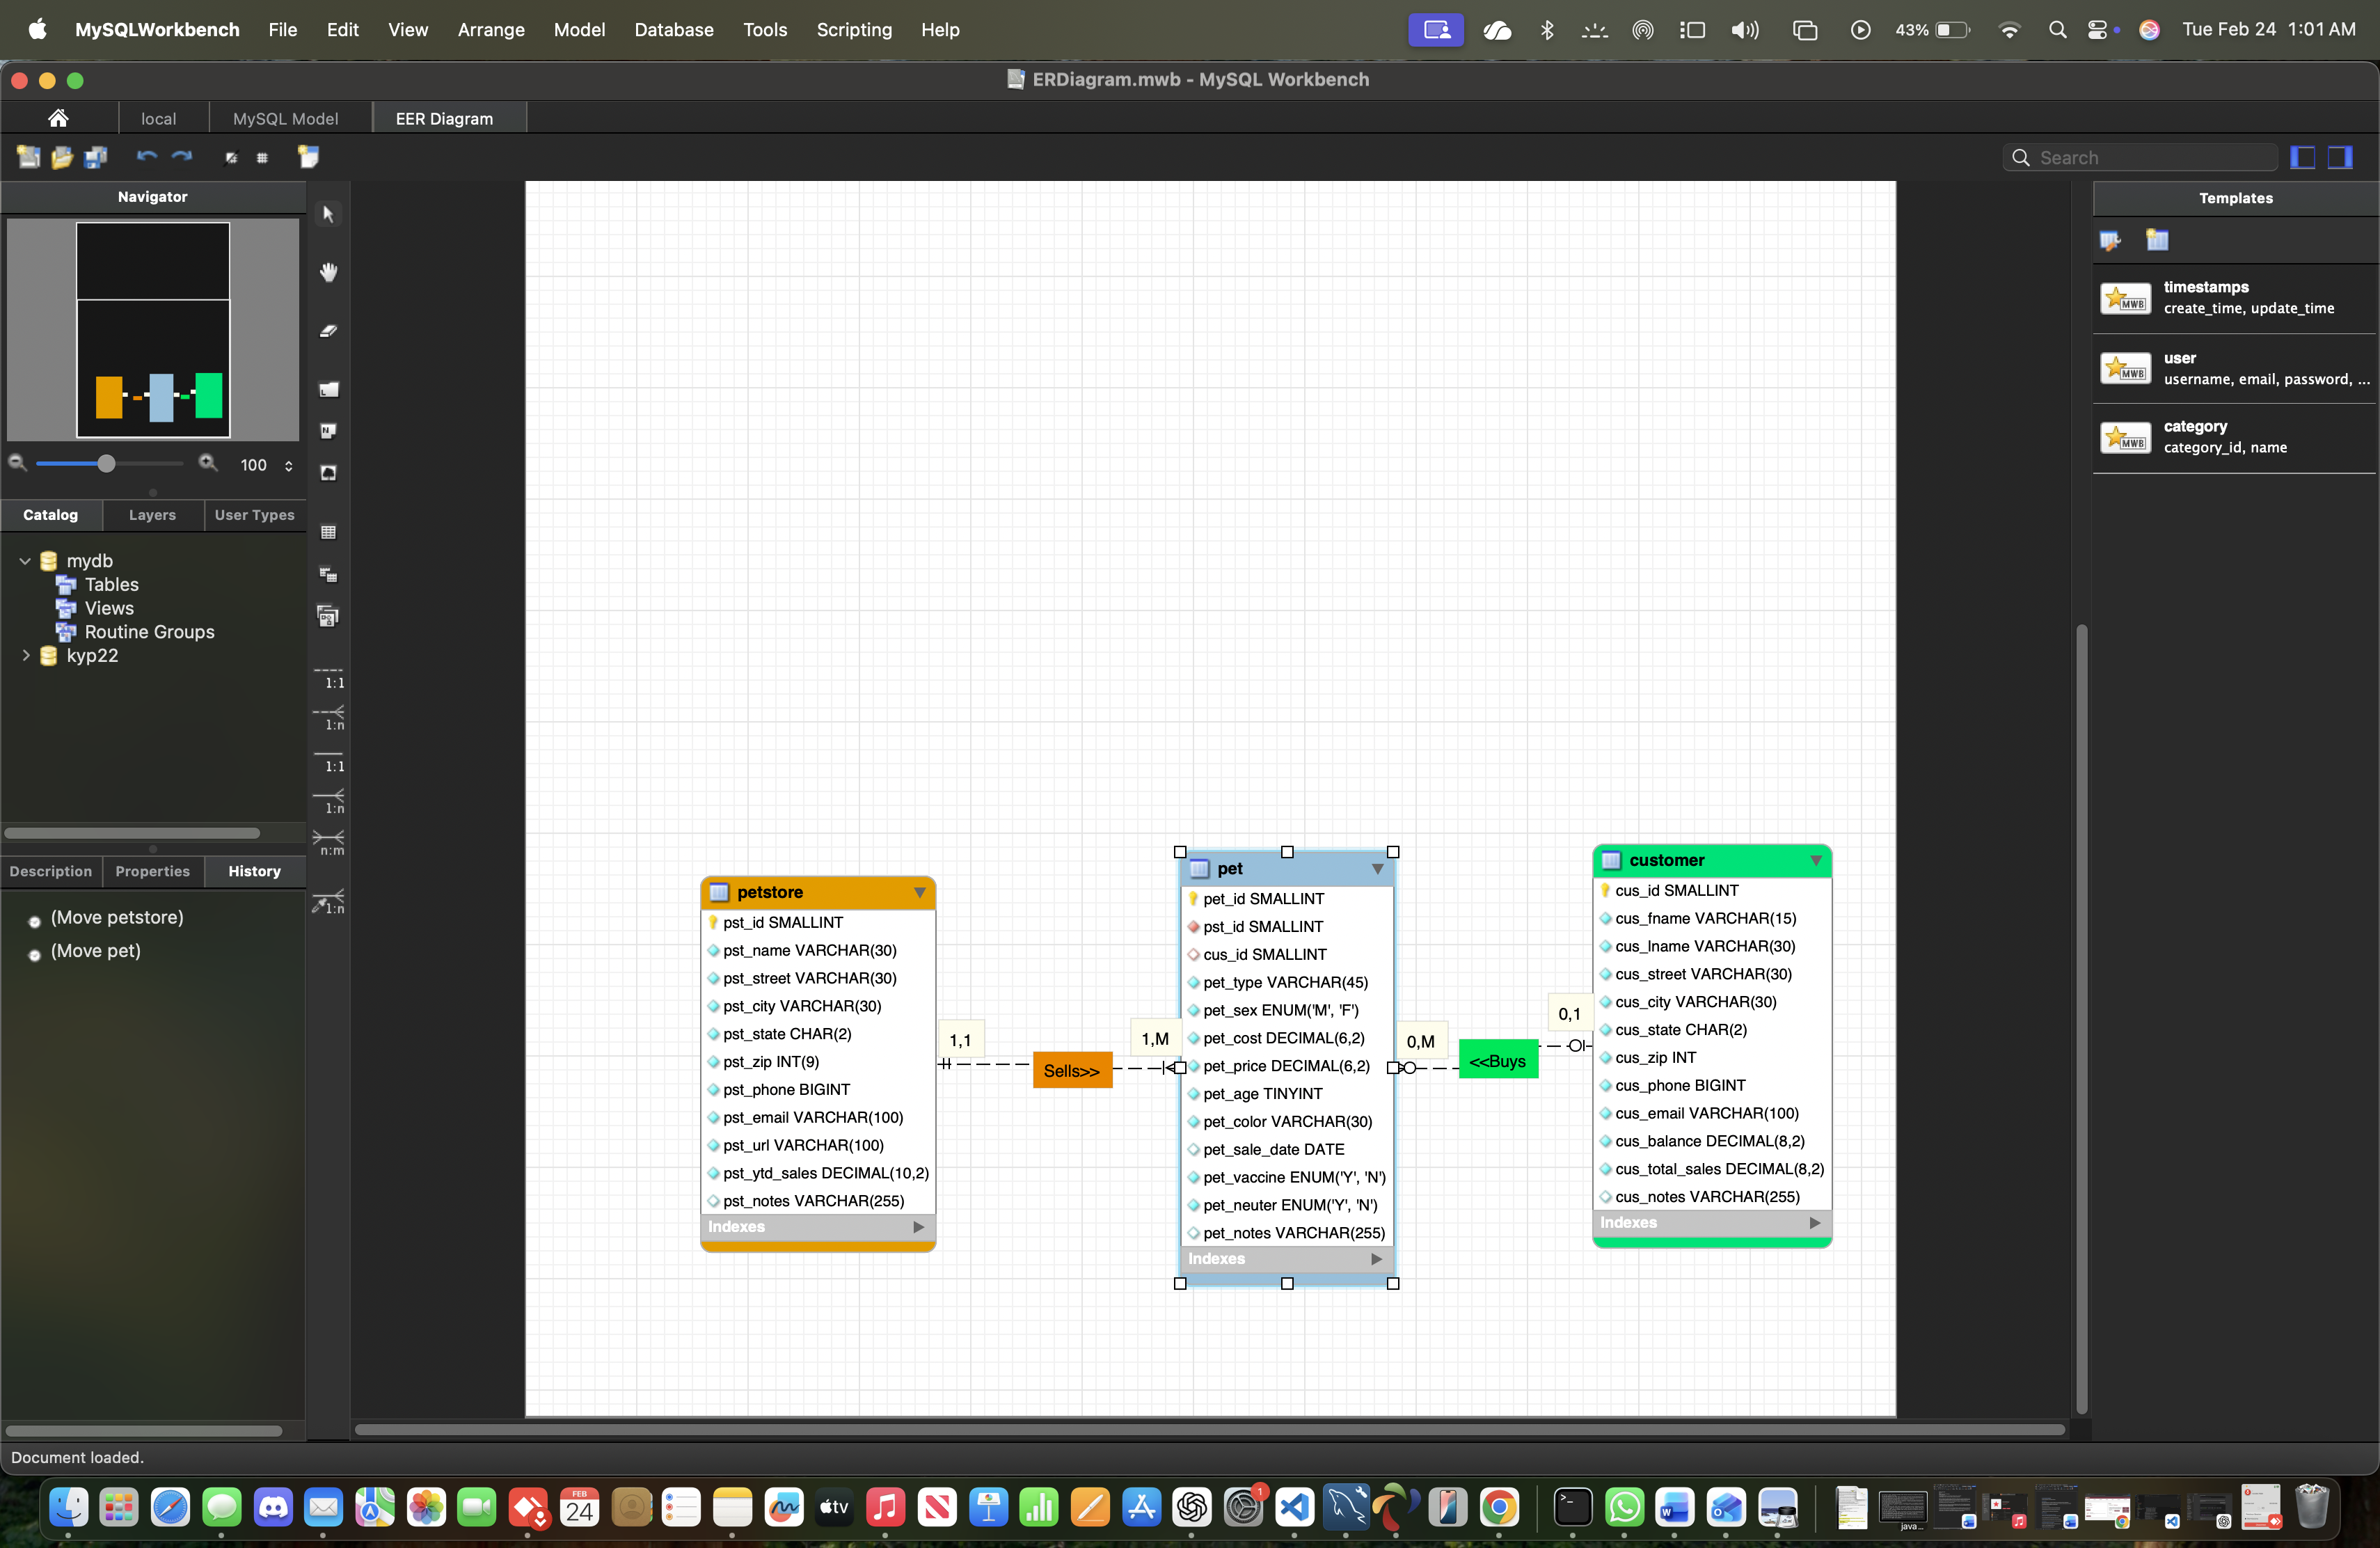 MySQLWorkbench File Edit View Arrange Model Database Tools Scripting Help
43% Tue Feb 24 1:01 AM
ERDiagram.mwb - MySQL Workbench
local MySQL Model EER Diagram
Search
Navigator
100
Catalog Layers User Types
mydb
Tables
Views
Routine Groups
kyp22
Description Properties History
(Move petstore)
(Move pet)
1:1
1:n
1:1
1:n
n:m
1:n
petstore
pst_id SMALLINT
pst_name VARCHAR(30)
pst_street VARCHAR(30)
pst_city VARCHAR(30)
pst_state CHAR(2)
pst_zip INT(9)
pst_phone BIGINT
pst_email VARCHAR(100)
pst_url VARCHAR(100)
pst_ytd_sales DECIMAL(10,2)
pst_notes VARCHAR(255)
Indexes
1,1
Sells>>
1,M
pet
pet_id SMALLINT
pst_id SMALLINT
cus_id SMALLINT
pet_type VARCHAR(45)
pet_sex ENUM('M', 'F')
pet_cost DECIMAL(6,2)
pet_price DECIMAL(6,2)
pet_age TINYINT
pet_color VARCHAR(30)
pet_sale_date DATE
pet_vaccine ENUM('Y', 'N')
pet_neuter ENUM('Y', 'N')
pet_notes VARCHAR(255)
Indexes
0,M
<<Buys
0,1
customer
cus_id SMALLINT
cus_fname VARCHAR(15)
cus_lname VARCHAR(30)
cus_street VARCHAR(30)
cus_city VARCHAR(30)
cus_state CHAR(2)
cus_zip INT
cus_phone BIGINT
cus_email VARCHAR(100)
cus_balance DECIMAL(8,2)
cus_total_sales DECIMAL(8,2)
cus_notes VARCHAR(255)
Indexes
Templates
MWB
timestamps
create_time, update_time
MWB
user
username, email, password, ...
MWB
category
category_id, name
Document loaded.
FEB
24
tv
1
java...